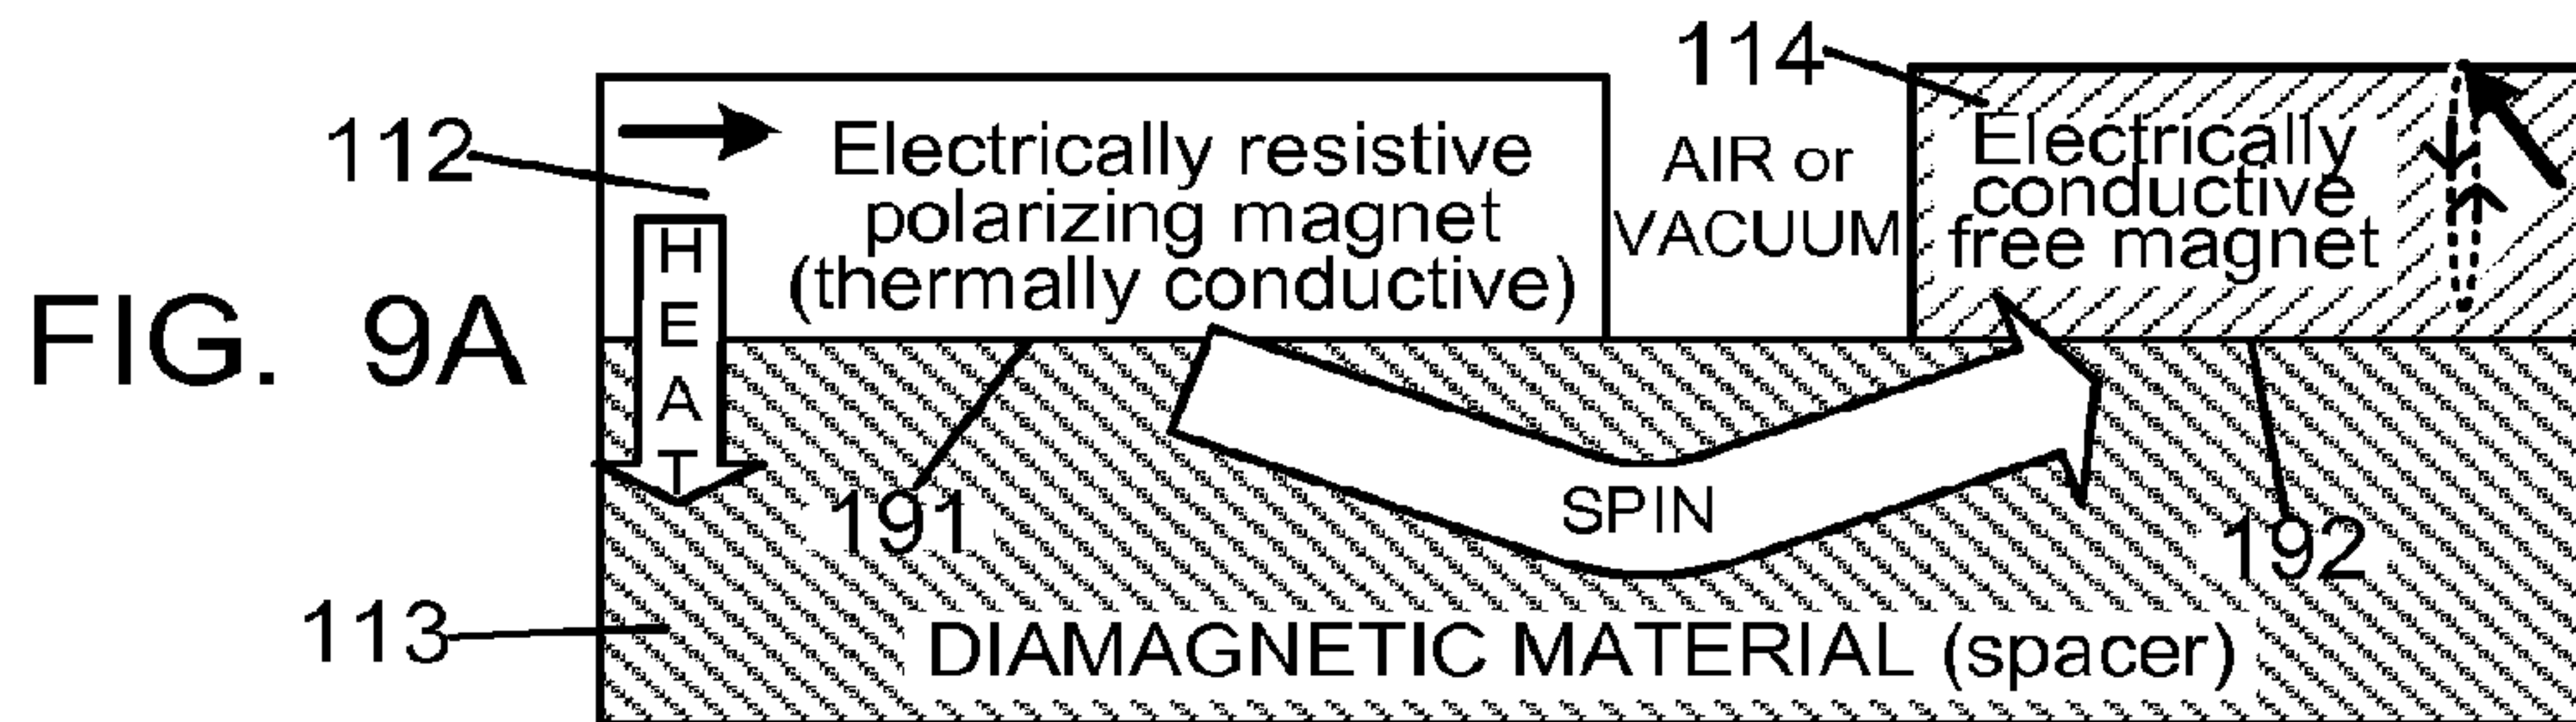 FIG. 9A
112
HEAT
Electrically resistive
polarizing magnet
(thermally conductive)
AIR or
VACUUM
114
Electrically
conductive
free magnet
191
SPIN
192
113
DIAMAGNETIC MATERIAL (spacer)